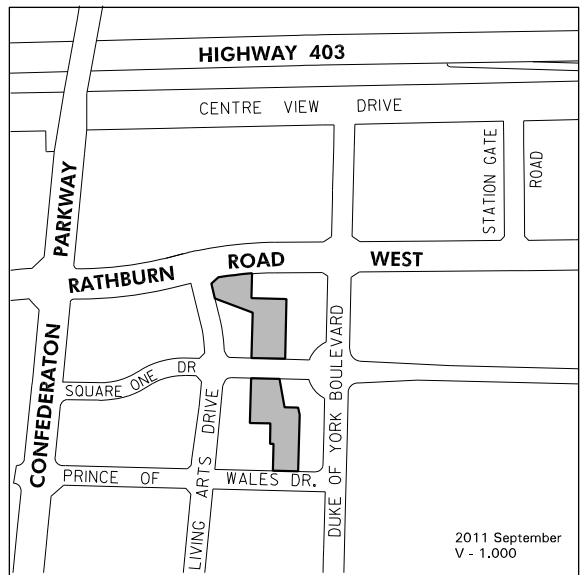 HIGHWAY 403
CENTRE VIEW DRIVE
STATION GATE ROAD
CONFEDERATON PARKWAY
RATHBURN ROAD WEST
SQUARE ONE DR
LIVING ARTS DRIVE
DUKE OF YORK BOULEVARD
PRINCE OF WALES DR.
2011 September
V - 1.000